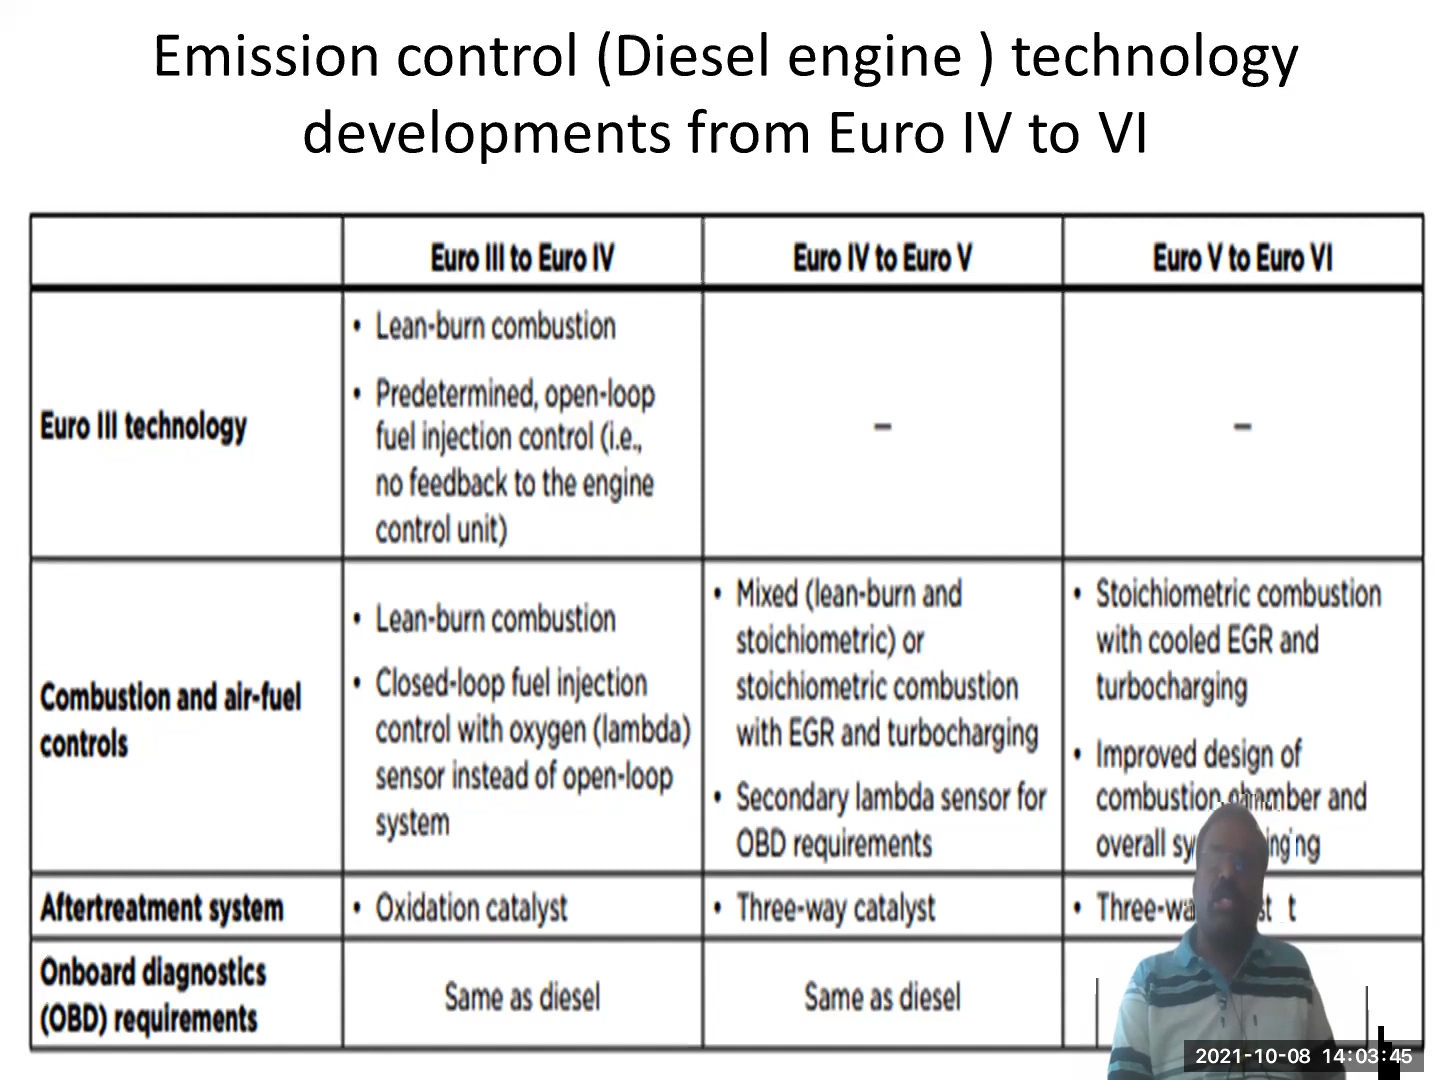 Emission control (Diesel engine ) technology
developments from Euro IV to VI
Euro III to Euro IV
Euro IV to Euro V
Euro V to Euro VI
Euro III technology
• Lean-burn combustion
• Predetermined, open-loop
fuel injection control (i.e.,
no feedback to the engine
control unit)
–
–
Combustion and air-fuel
controls
• Lean-burn combustion
• Closed-loop fuel injection
control with oxygen (lambda)
sensor instead of open-loop
system
• Mixed (lean-burn and
stoichiometric) or
stoichiometric combustion
with EGR and turbocharging
• Secondary lambda sensor for
OBD requirements
• Stoichiometric combustion
with cooled EGR and
turbocharging
• Improved design of
combustion chamber and
overall
Aftertreatment system
• Oxidation catalyst
• Three-way catalyst
• Three-way
Onboard diagnostics
(OBD) requirements
Same as diesel
Same as diesel
2021-10-08 14:03:45